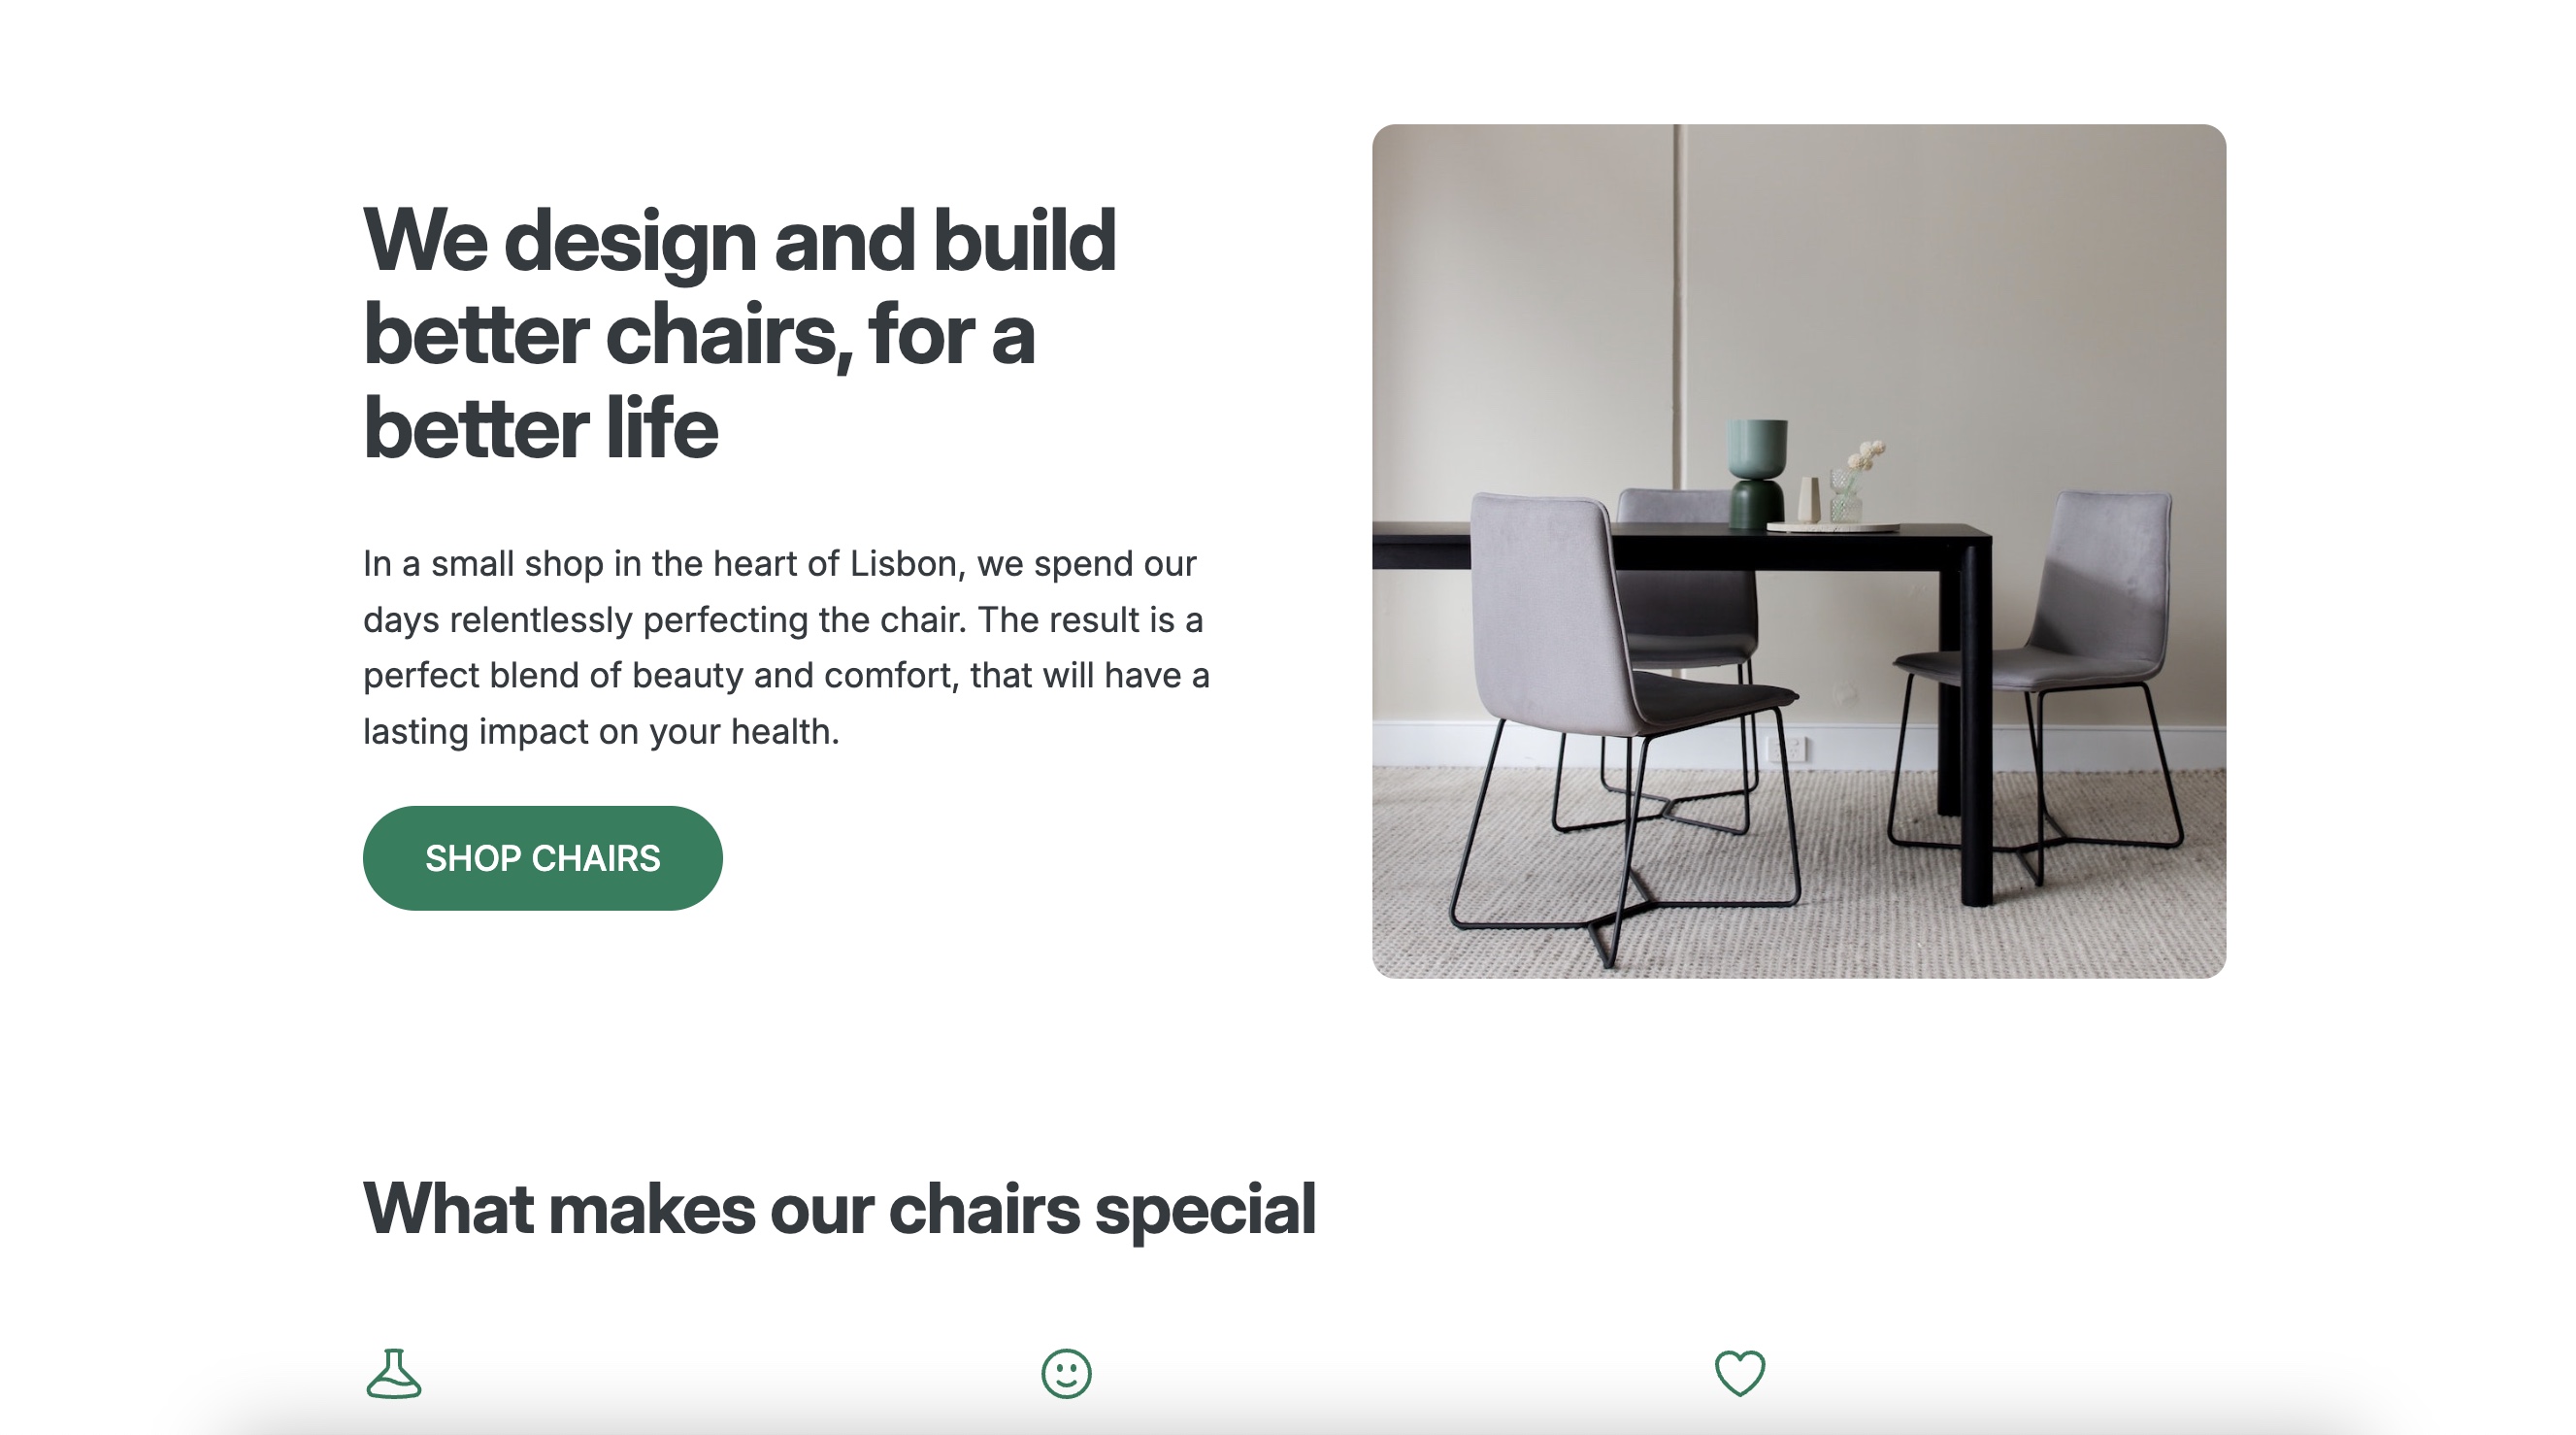 We design and build
better chairs, for a
better life
In a small shop in the heart of Lisbon, we spend our
days relentlessly perfecting the chair. The result is a
perfect blend of beauty and comfort, that will have a
lasting impact on your health.
SHOP CHAIRS
What makes our chairs special